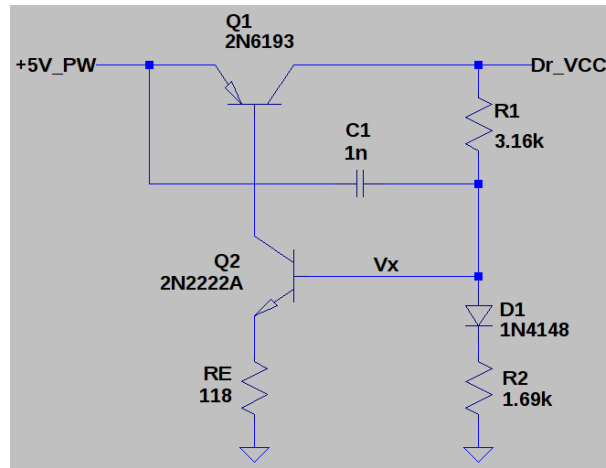 Q1
2N6193
+5V_PW
Dr_VCC
R1
3.16k
C1
1n
Q2
2N2222A
Vx
D1
1N4148
RE
118
R2
1.69k